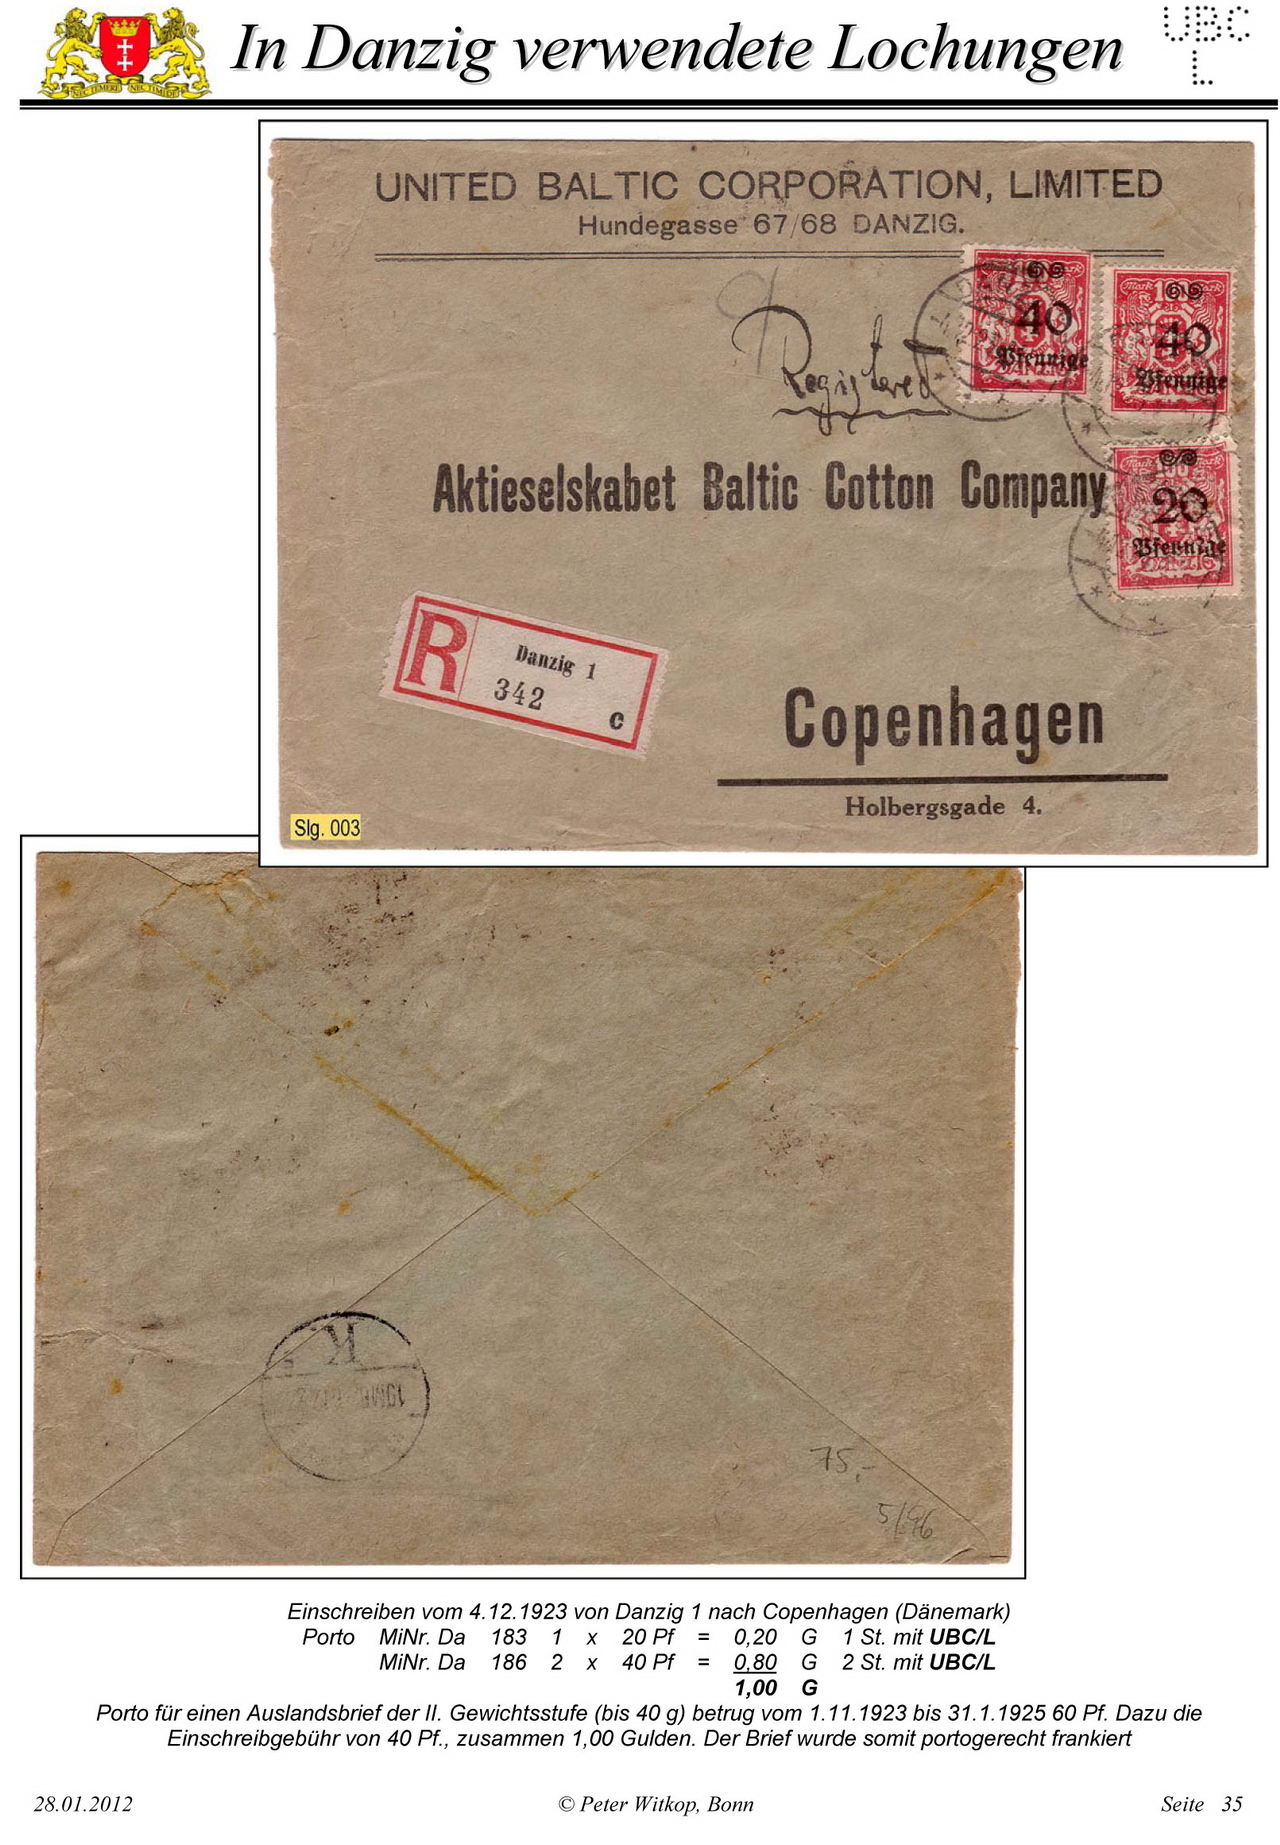 In Danzig verwendete Lochungen
UBC
L
NEC TEMERE NEC TIMIDE
UNITED BALTIC CORPORATION, LIMITED
Hundegasse 67/68 DANZIG.
Registered
40
Pfennige
DANZIG
40
Pfennige
20
Pfennige
Aktieselskabet Baltic Cotton Company
R
Danzig 1
342
c
Copenhagen
Holbergsgade 4.
Slg. 003
K
75,-
5/96
Einschreiben vom 4.12.1923 von Danzig 1 nach Copenhagen (Dänemark)
Porto MiNr. Da 183 1 x 20 Pf = 0,20 G 1 St. mit UBC/L
MiNr. Da 186 2 x 40 Pf = 0,80 G 2 St. mit UBC/L
1,00 G
Porto für einen Auslandsbrief der II. Gewichtsstufe (bis 40 g) betrug vom 1.11.1923 bis 31.1.1925 60 Pf. Dazu die
Einschreibgebühr von 40 Pf., zusammen 1,00 Gulden. Der Brief wurde somit portogerecht frankiert
28.01.2012
© Peter Witkop, Bonn
Seite 35